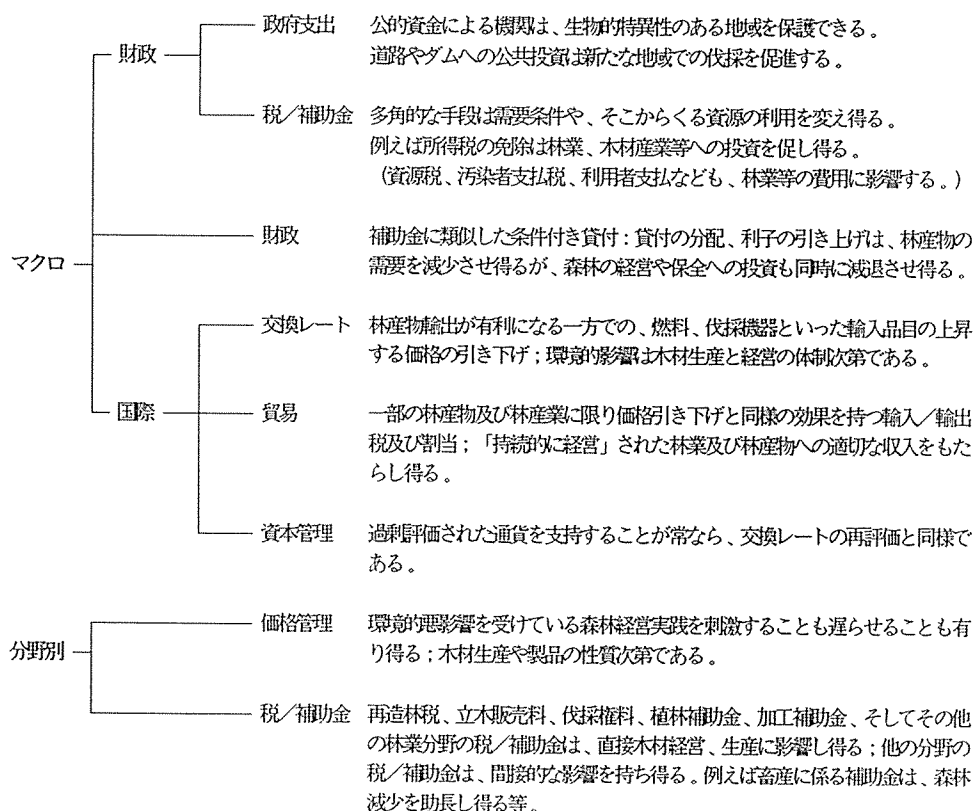 政府支出 公的資金による機関は、生物的特異性のある地域を保護できる。
財政
道路やダムへの公共投資は新たな地域での伐採を促進する。
税／補助金 多角的な手段は需要条件や、そこからくる資源の利用を変え得る。
例えば所得税の免除は林業、木材産業等への投資を促し得る。
（資源税、汚染者支払税、利用者支払なども、林業等の費用に影響する。）
マクロ
財政 補助金に類似した条件付き貸付：貸付の分配、利子の引き上げは、林産物の
需要を減少させ得るが、森林の経営や保全への投資も同時に減退させ得る。
交換レート 林産物輸出が有利になる一方での、燃料、伐採機器といった輸入品目の上昇
する価格の引き下げ；環境的影響は木材生産と経営の体制次第である。
国際
貿易 一部の林産物及び林産業に限り価格引き下げと同様の効果を持つ輸入／輸出
税及び割当；「持続的に経営」された林業及び林産物への適切な収入をもた
らし得る。
資本管理 過剰評価された通貨を支持することが常なら、交換レートの再評価と同様で
ある。
分野別
価格管理 環境的悪影響を受けている森林経営実践を刺激することも遅らせることも有
り得る；木材生産や製品の性質次第である。
税／補助金 再造林税、立木販売料、伐採権料、植林補助金、加工補助金、そしてその他
の林業分野の税／補助金は、直接木材経営、生産に影響し得る；他の分野の
税／補助金は、間接的な影響を持ち得る。例えば畜産に係る補助金は、森林
減少を助長し得る等。